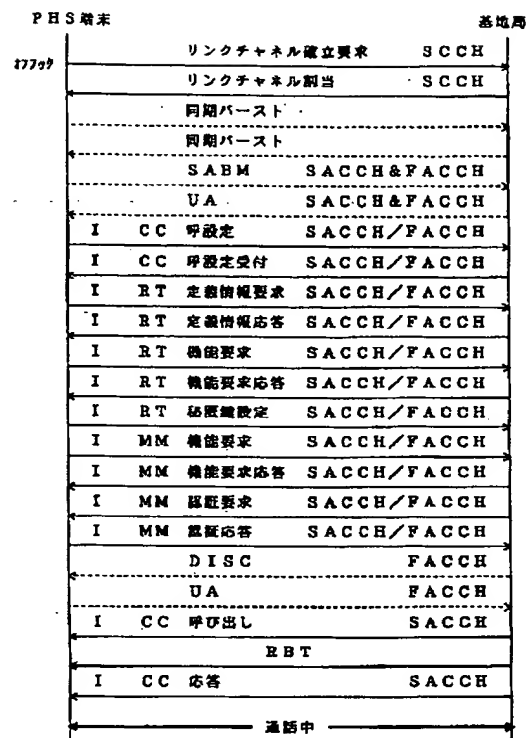 PHS端末 基地局
オフフック
リンクチャネル確立要求 SCCH
リンクチャネル割当 SCCH
同期バースト
同期バースト
SABM SACCH&FACCH
UA SACCH&FACCH
I CC 呼設定 SACCH/FACCH
I CC 呼設定受付 SACCH/FACCH
I RT 定義情報要求 SACCH/FACCH
I RT 定義情報応答 SACCH/FACCH
I RT 機能要求 SACCH/FACCH
I RT 機能要求応答 SACCH/FACCH
I RT 秘匿鍵設定 SACCH/FACCH
I MM 機能要求 SACCH/FACCH
I MM 機能要求応答 SACCH/FACCH
I MM 認証要求 SACCH/FACCH
I MM 認証応答 SACCH/FACCH
DISC FACCH
UA FACCH
I CC 呼び出し SACCH
RBT
I CC 応答 SACCH
通話中